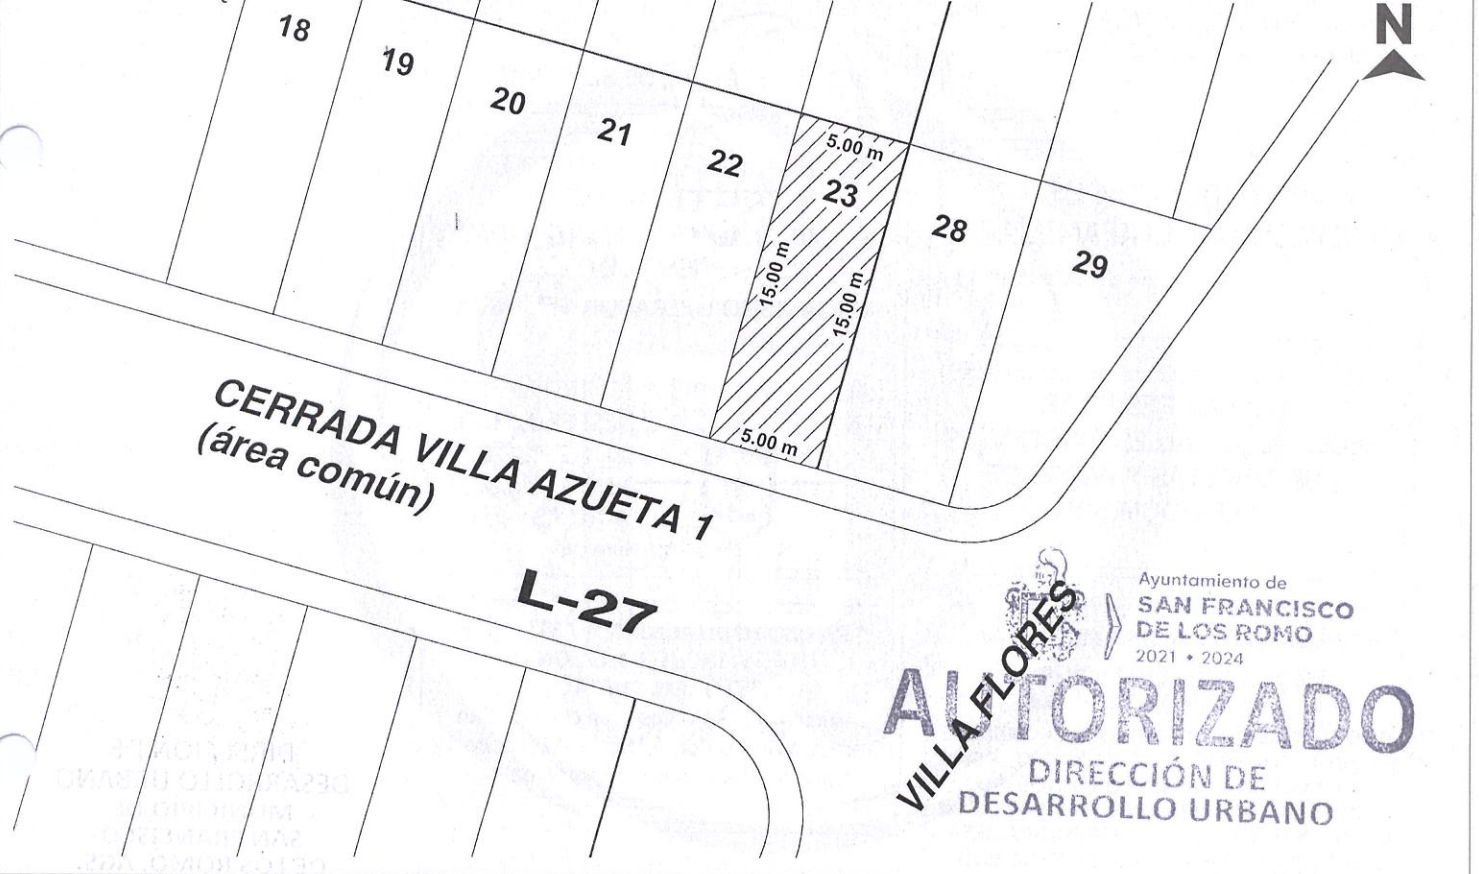 N
18
19
20
21
22
5.00 m
23
28
29
15.00 m
15.00 m
5.00 m
CERRADA VILLA AZUETA 1
(área común)
L-27
VILLA FLORES
Ayuntamiento de
SAN FRANCISCO
DE LOS ROMO
2021 • 2024
AUTORIZADO
DIRECCIÓN DE
DESARROLLO URBANO